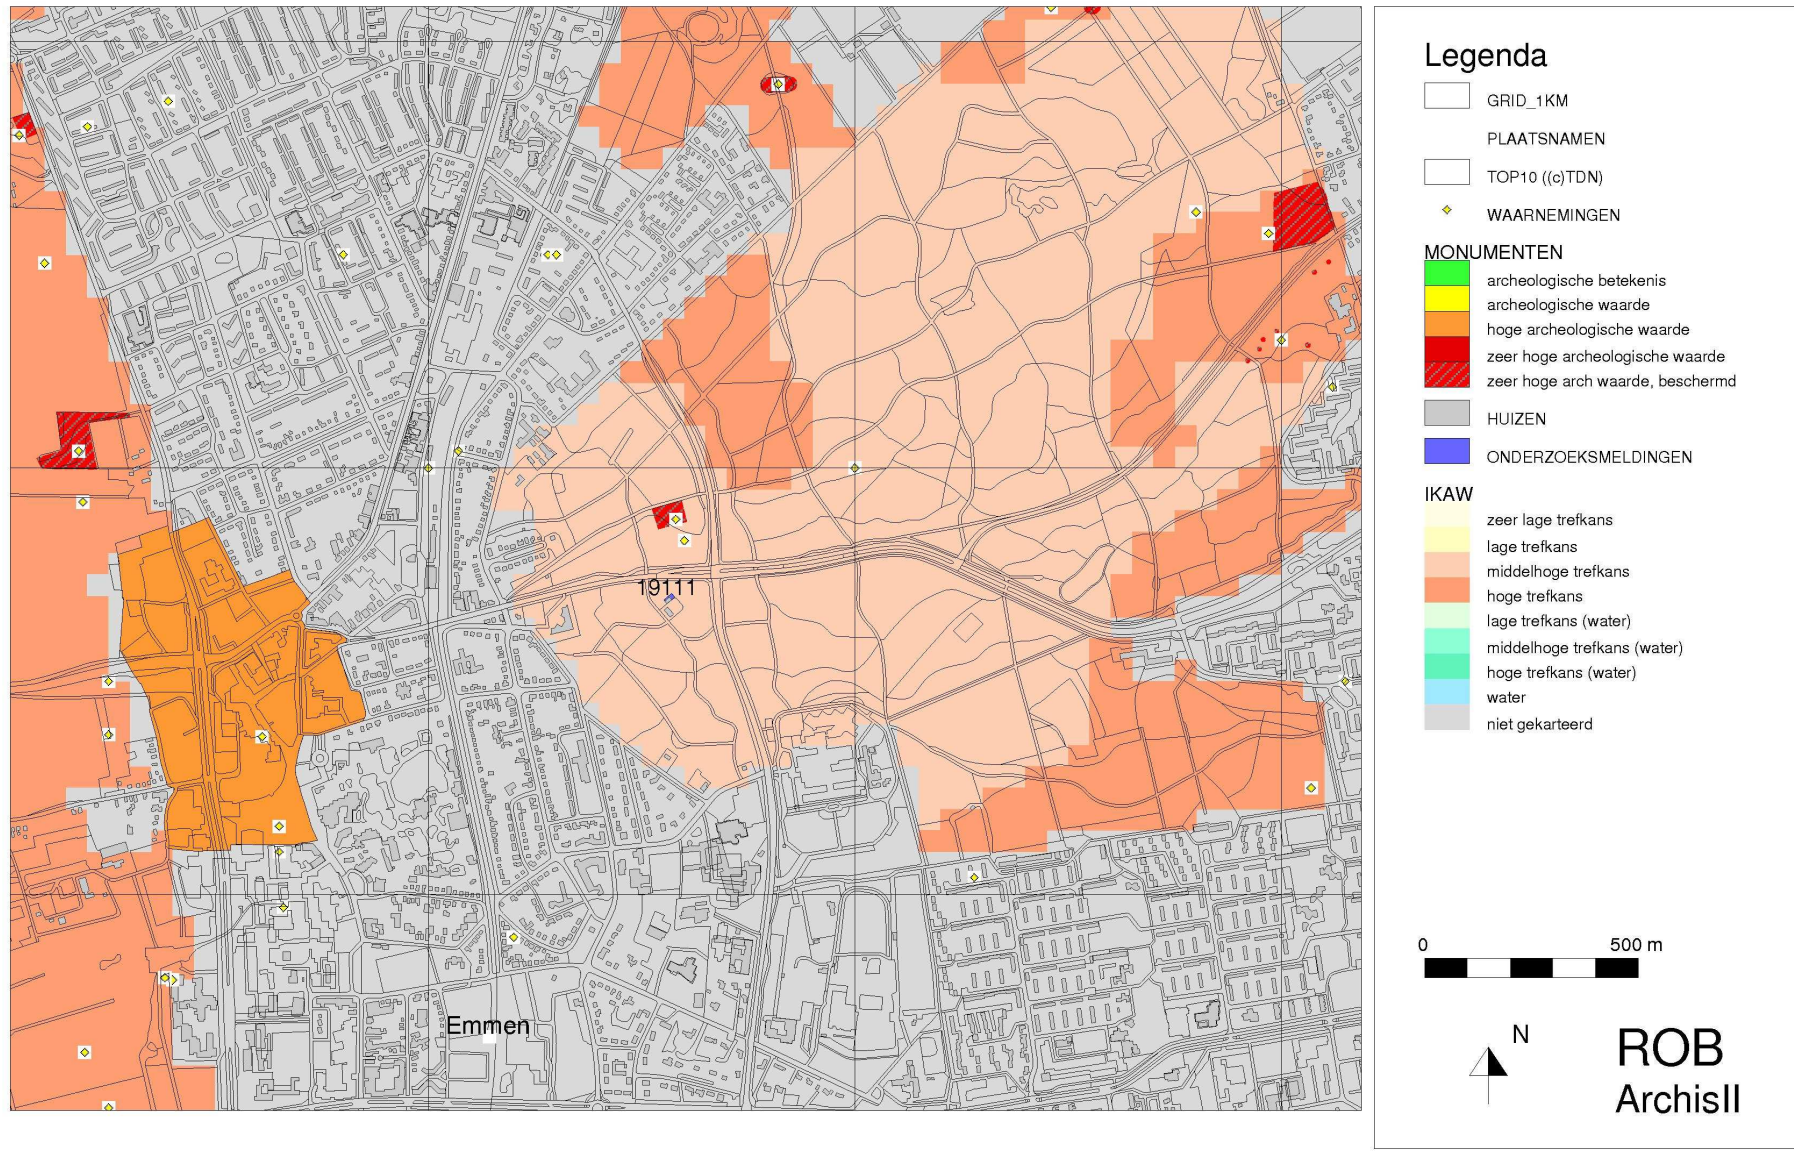 19111
Emmen
Legenda
GRID_1KM
PLAATSNAMEN
TOP10 ((c)TDN)
WAARNEMINGEN
MONUMENTEN
archeologische betekenis
archeologische waarde
hoge archeologische waarde
zeer hoge archeologische waarde
zeer hoge arch waarde, beschermd
HUIZEN
ONDERZOEKSMELDINGEN
IKAW
zeer lage trefkans
lage trefkans
middelhoge trefkans
hoge trefkans
lage trefkans (water)
middelhoge trefkans (water)
hoge trefkans (water)
water
niet gekarteerd
0 500 m
N
ROB
ArchisII